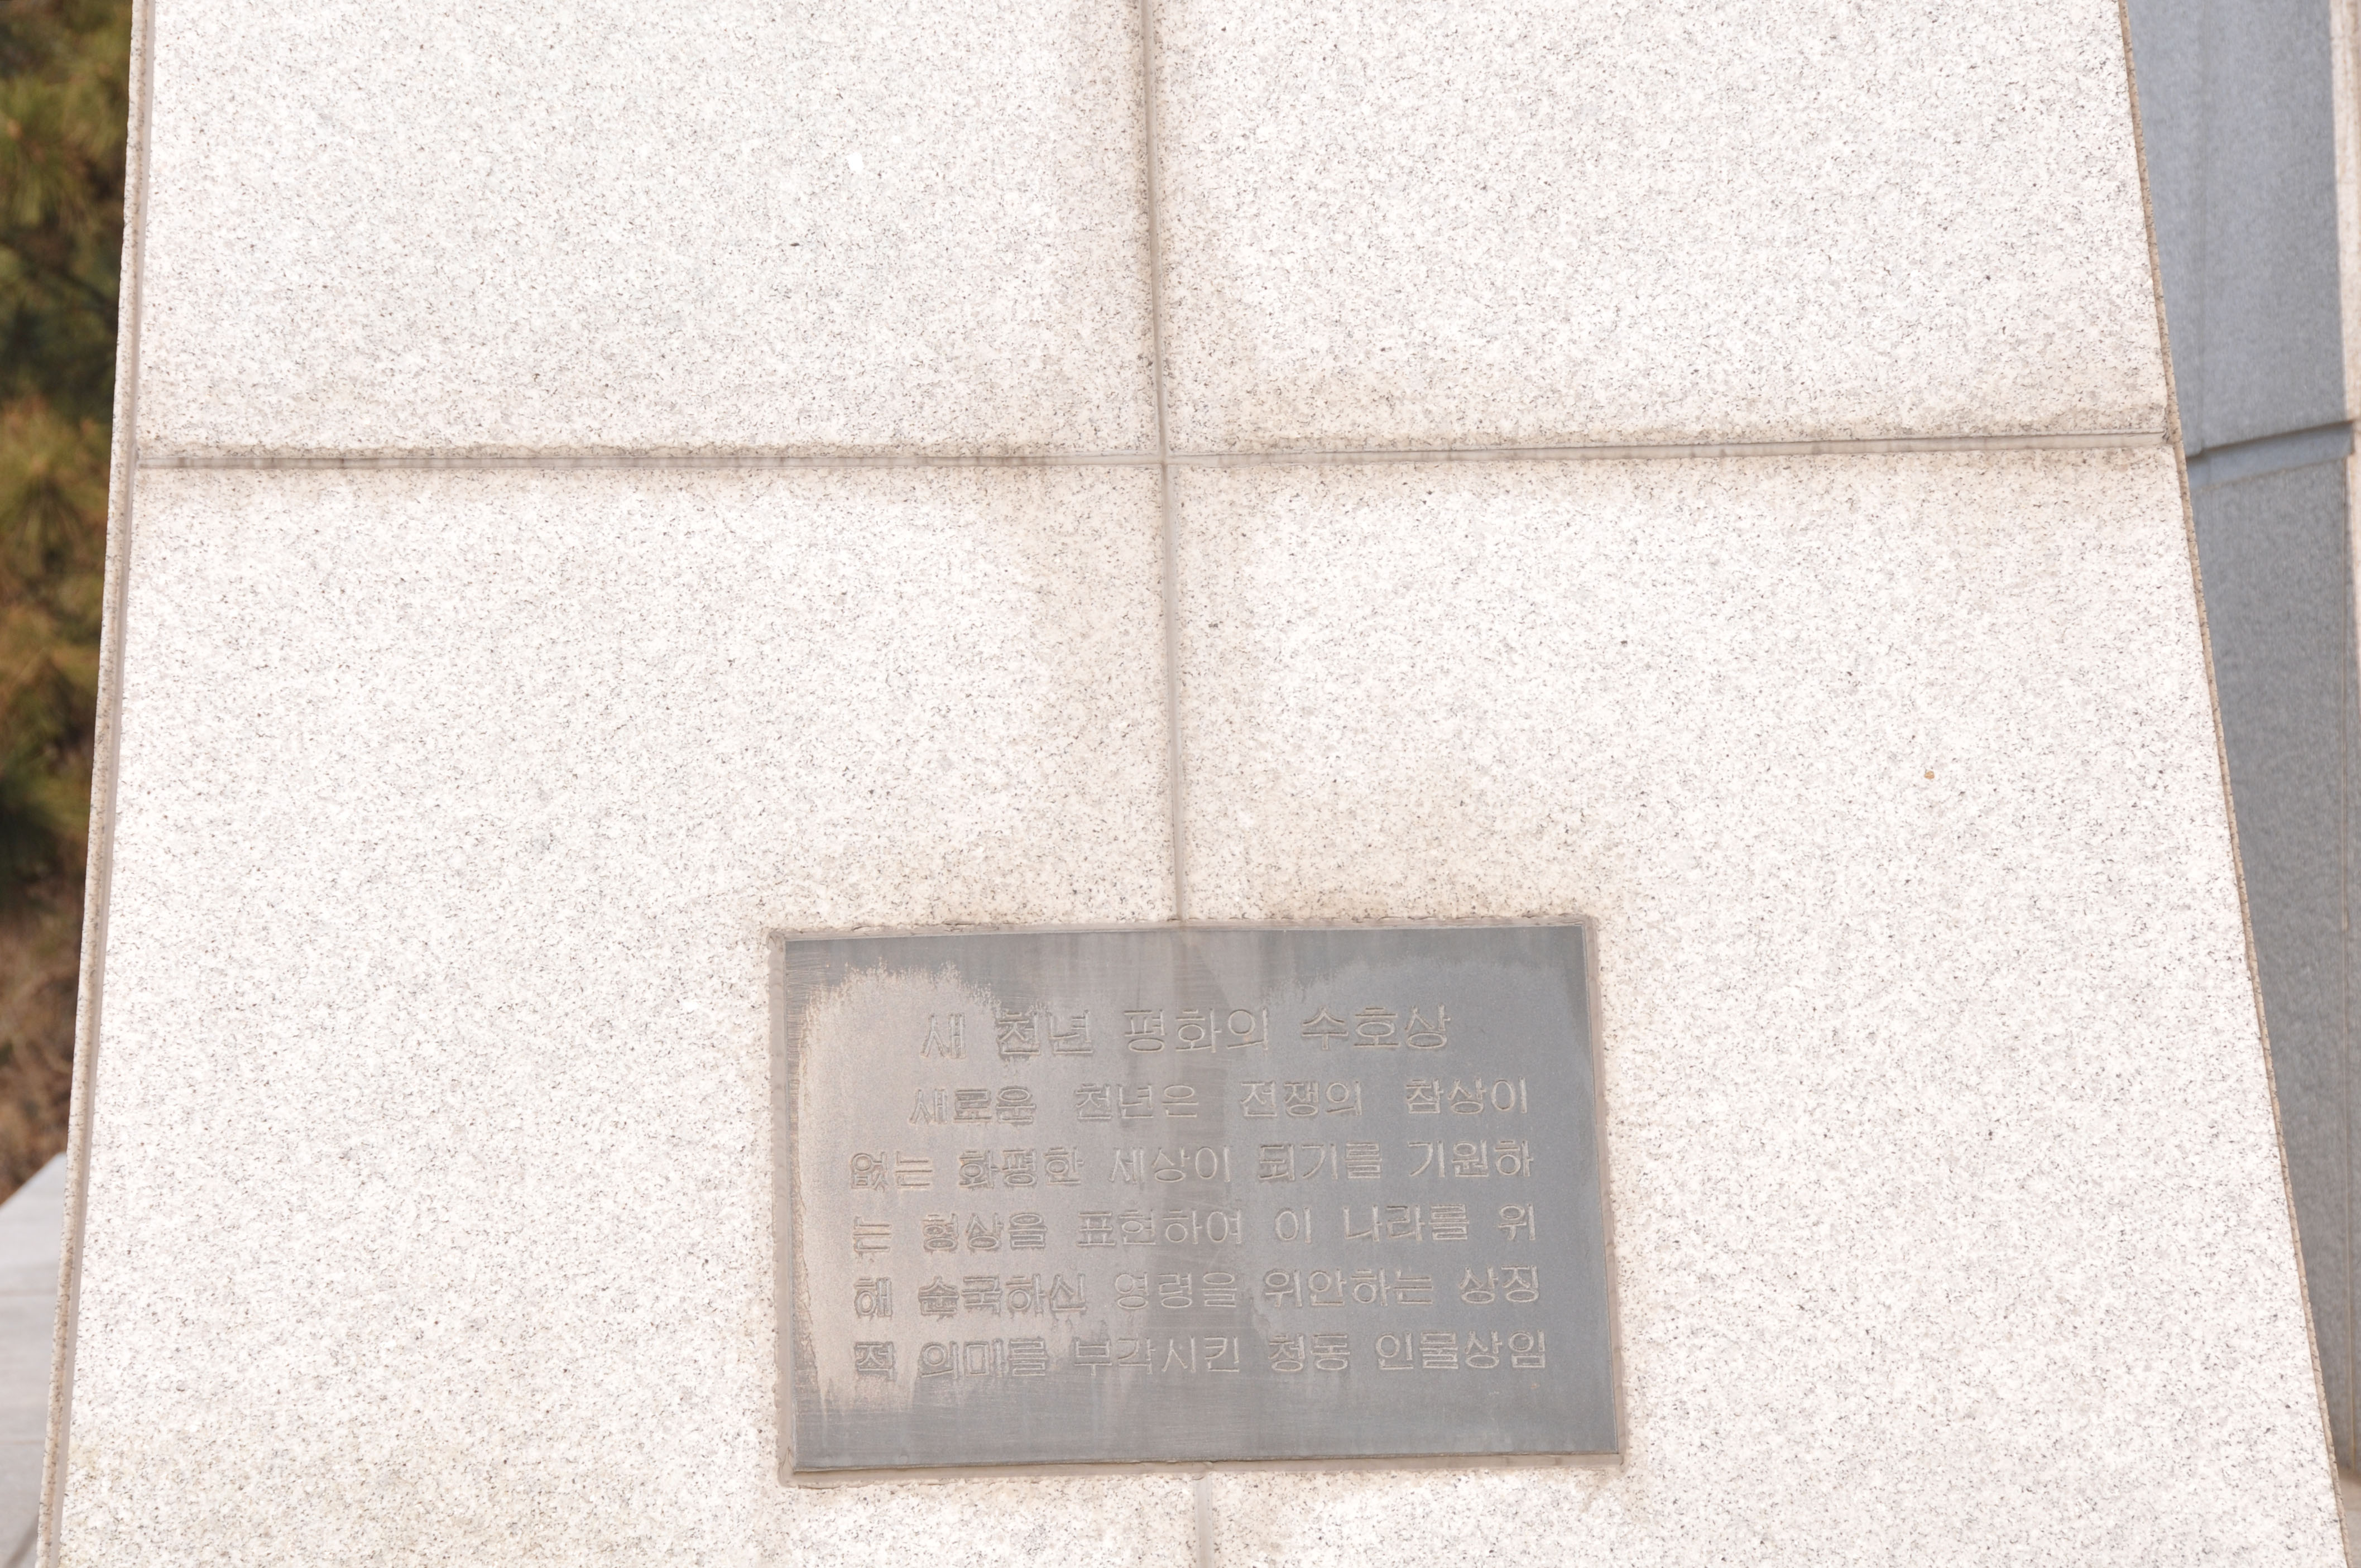 새 천년 평화의 수호상
새로운 천년은 전쟁의 참상이
없는 화평한 세상이 되기를 기원하
는 형상을 표현하여 이 나라를 위
해 순국하신 영령을 위안하는 상징
적 의미를 부각시킨 청동 인물상임